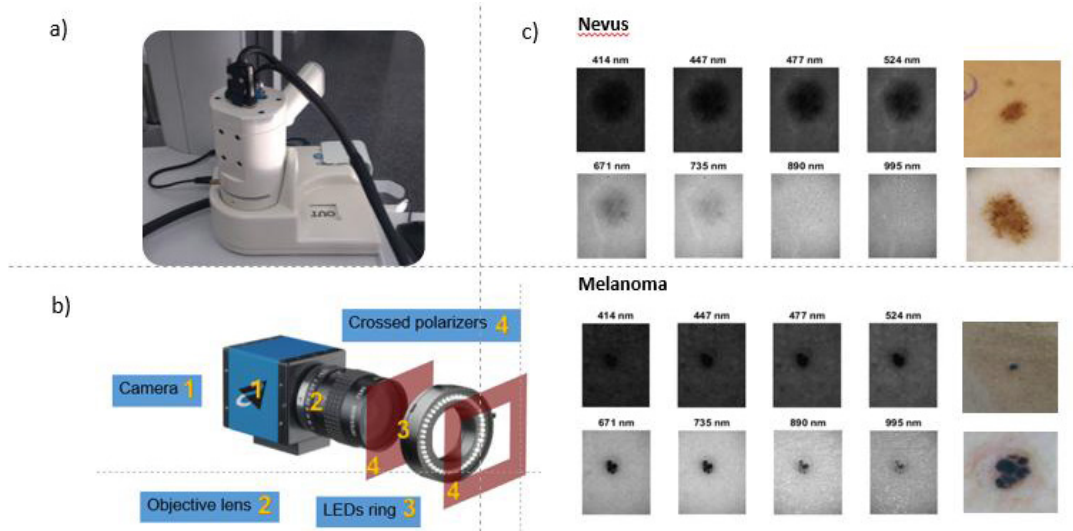 a)
c)
Nevus
414 nm 447 nm 477 nm 524 nm
671 nm 735 nm 890 nm 995 nm
b)
Crossed polarizers 4
Camera 1
1
2
3
4
4
Objective lens 2
LEDs ring 3
Melanoma
414 nm 447 nm 477 nm 524 nm
671 nm 735 nm 890 nm 995 nm